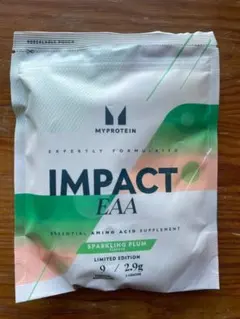 RESEALABLE POUCH
MYPROTEIN
EXPERTLY FORMULATED
IMPACT
EAA
ESSENTIAL AMINO ACID SUPPLEMENT
SPARKLING PLUM
LIMITED EDITION
9 / 2.9g